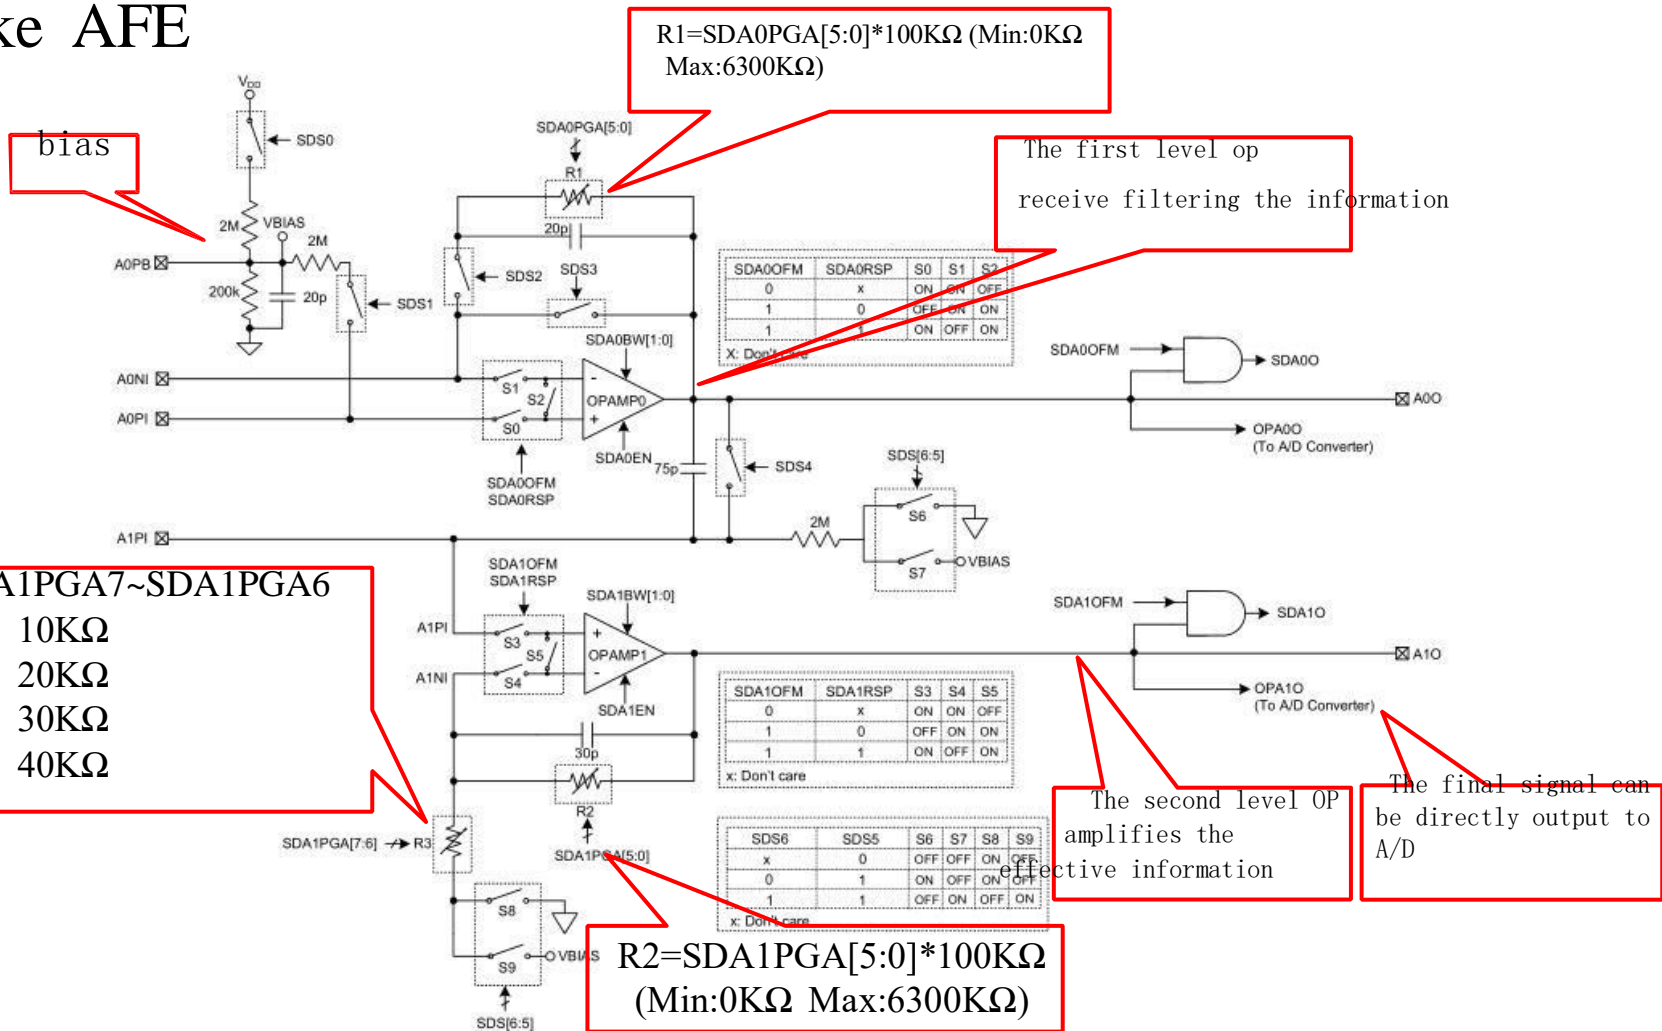 ke AFE
R1=SDA0PGA[5:0]*100KΩ (Min:0KΩ
Max:6300KΩ)
bias
The first level op
receive filtering the information
VDD
SDS0
SDA0PGA[5:0]
R1
2M
VBIAS
2M
20p
A0PB
200k
20p
SDS1
SDS2
SDS3
SDA0OFM SDA0RSP S0 S1 S2
0 x ON ON OFF
1 0 OFF ON ON
1 1 ON OFF ON
X: Don't care
SDA0BW[1:0]
A0NI
S1
S2
-
OPAMP0
+
A0PI
S0
SDA0EN
SDA0OFM
SDA0RSP
SDA0OFM
SDA0O
A0O
OPA0O
(To A/D Converter)
75p
SDS4
SDS[6:5]
S6
2M
S7
VBIAS
A1PI
A1PGA7~SDA1PGA6
10KΩ
20KΩ
30KΩ
40KΩ
SDA1OFM
SDA1RSP
SDA1BW[1:0]
A1PI
S3
S5
+
OPAMP1
-
A1NI
S4
SDA1EN
SDA1OFM
SDA1O
A1O
OPA1O
(To A/D Converter)
SDA1OFM SDA1RSP S3 S4 S5
0 x ON ON OFF
1 0 OFF ON ON
1 1 ON OFF ON
x: Don't care
30p
R2
SDA1PGA[5:0]
SDA1PGA[7:6]
R3
The second level OP
amplifies the
effective information
The final signal can
be directly output to
A/D
SDS6 SDS5 S6 S7 S8 S9
x 0 OFF OFF ON OFF
0 1 ON OFF ON OFF
1 1 OFF ON OFF ON
x: Don't care
S8
S9
VBIAS
SDS[6:5]
R2=SDA1PGA[5:0]*100KΩ
(Min:0KΩ Max:6300KΩ)